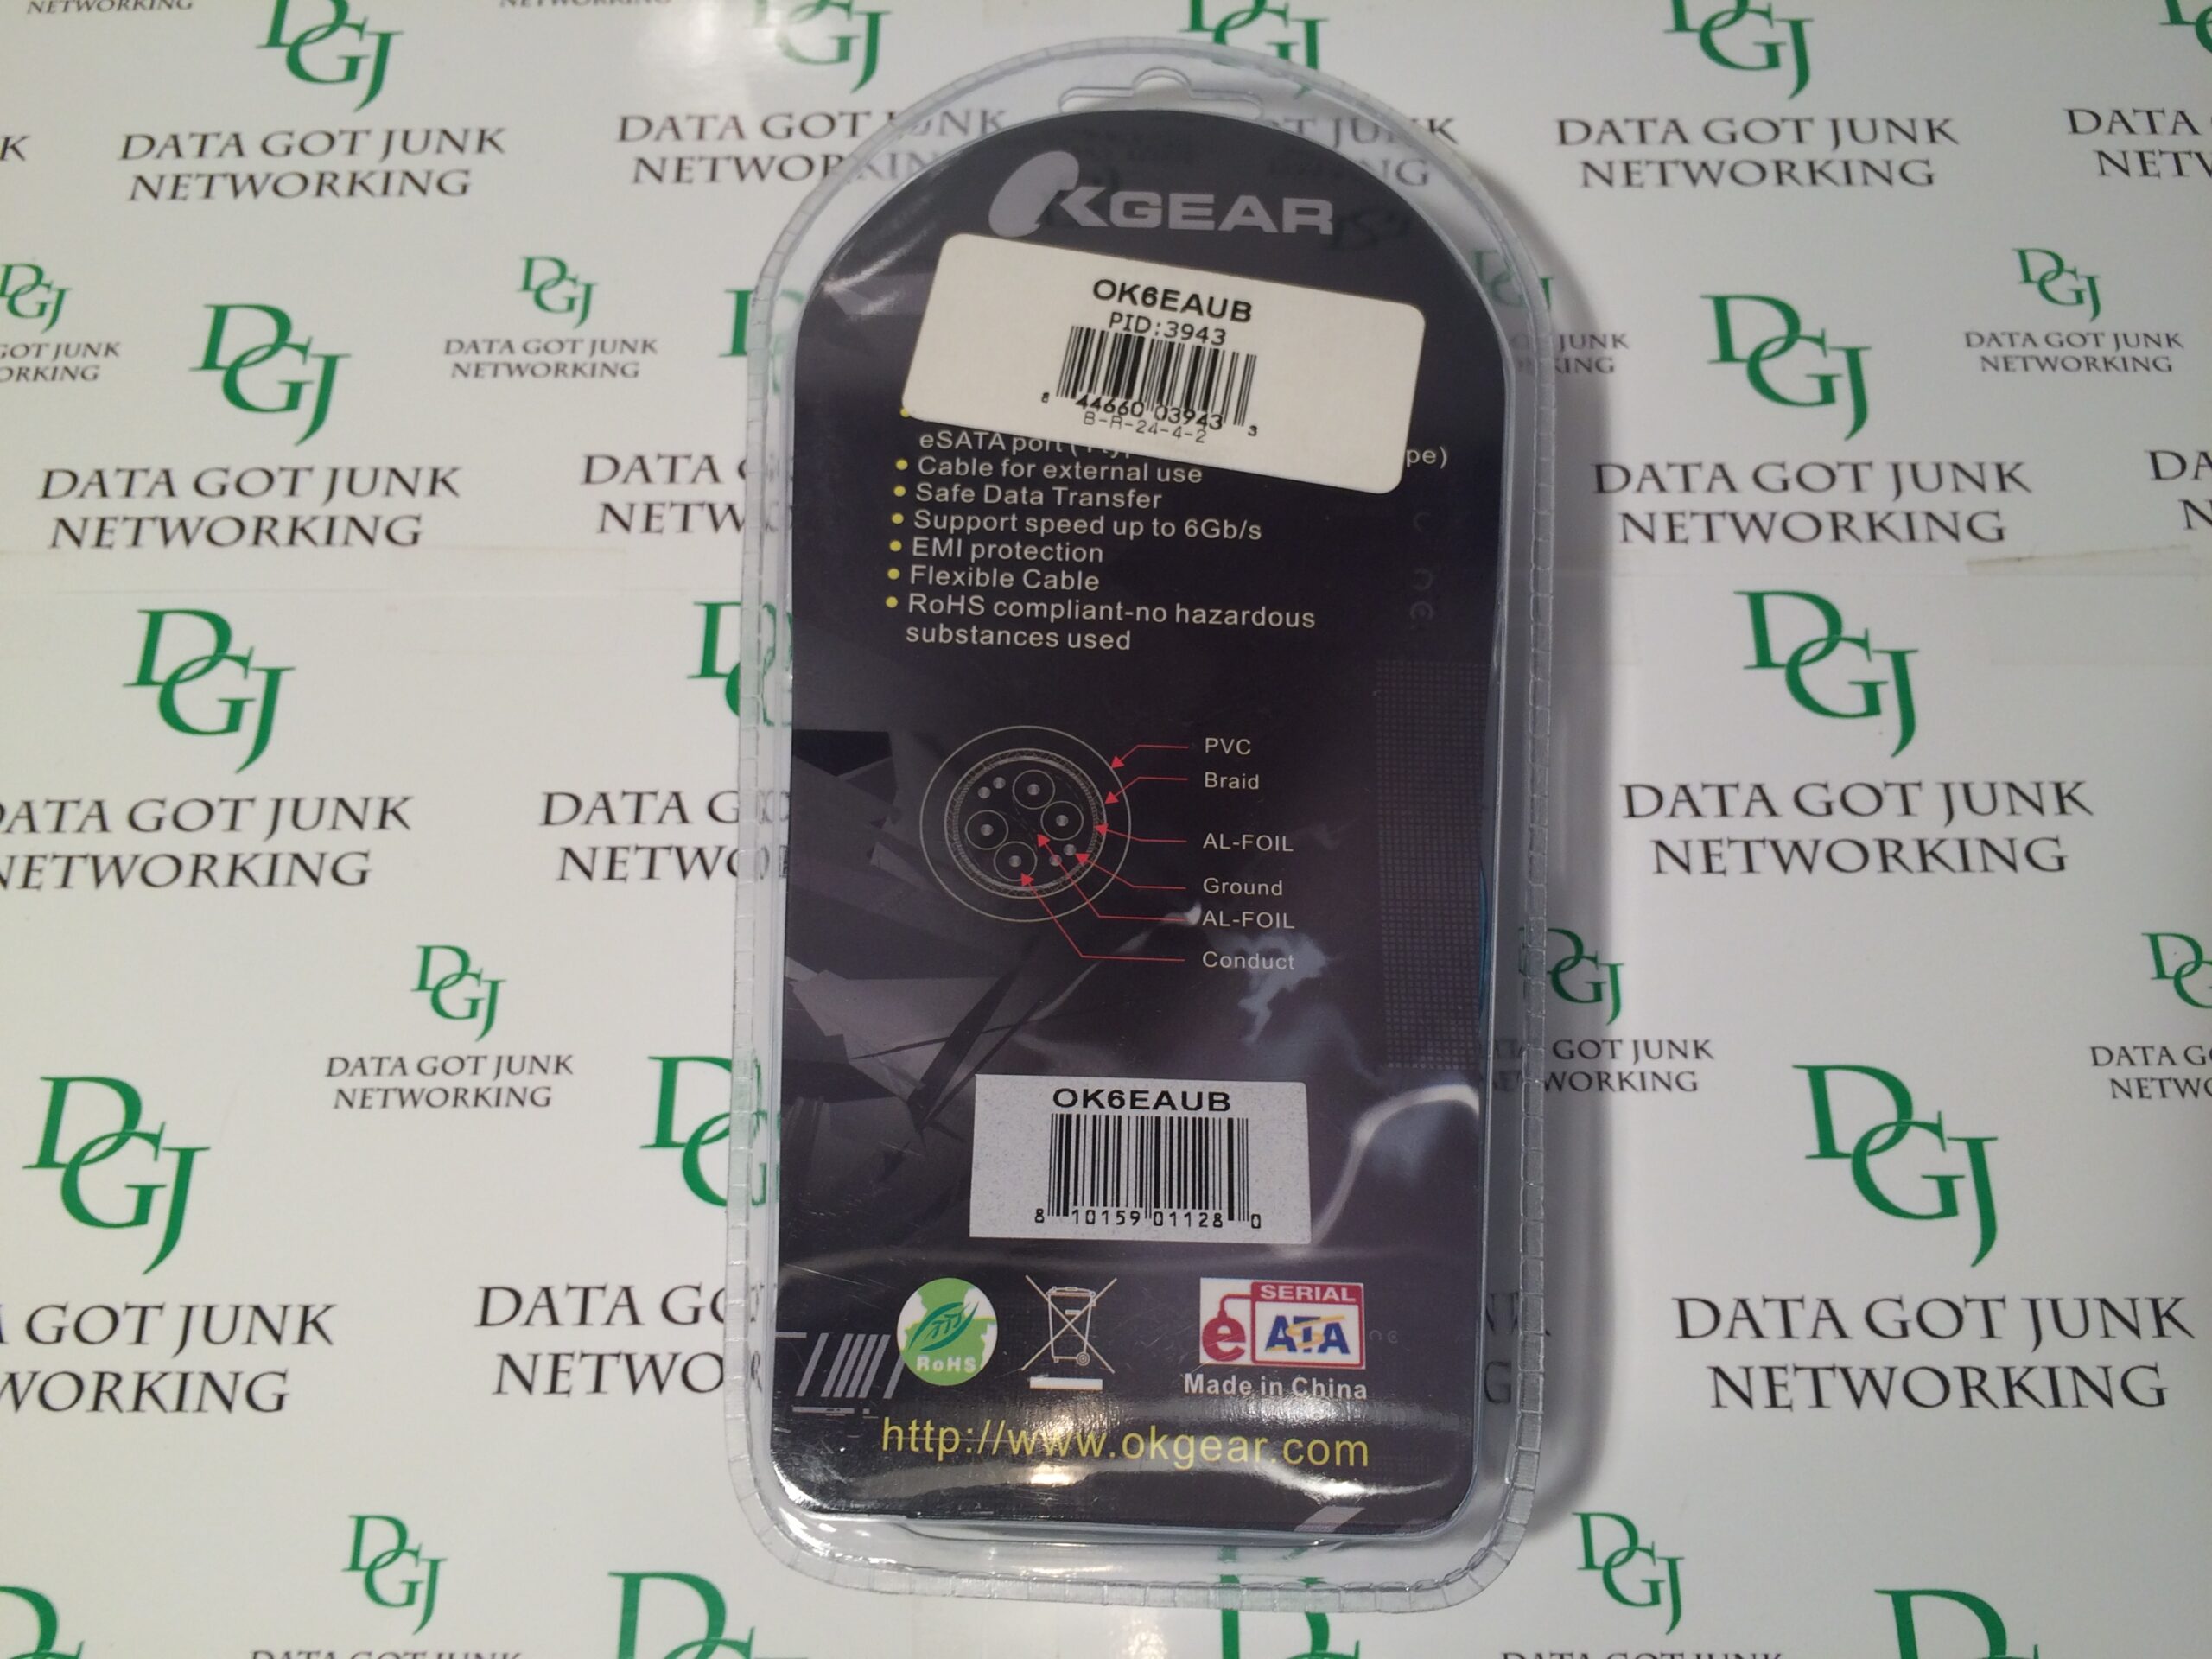 OKGEAR
OK6EAUB
PID:3943
8 44660 03943 3
B-R-24-4-2
eSATA port (
pe)
Cable for external use
Safe Data Transfer
Support speed up to 6Gb/s
EMI protection
Flexible Cable
RoHS compliant-no hazardous
substances used
PVC
Braid
AL-FOIL
Ground
AL-FOIL
Conduct
OK6EAUB
8 10159 01128 0
RoHS
SERIAL
e ATA
Made in China
http://www.okgear.com
DGJ
DATA GOT JUNK
NETWORKING